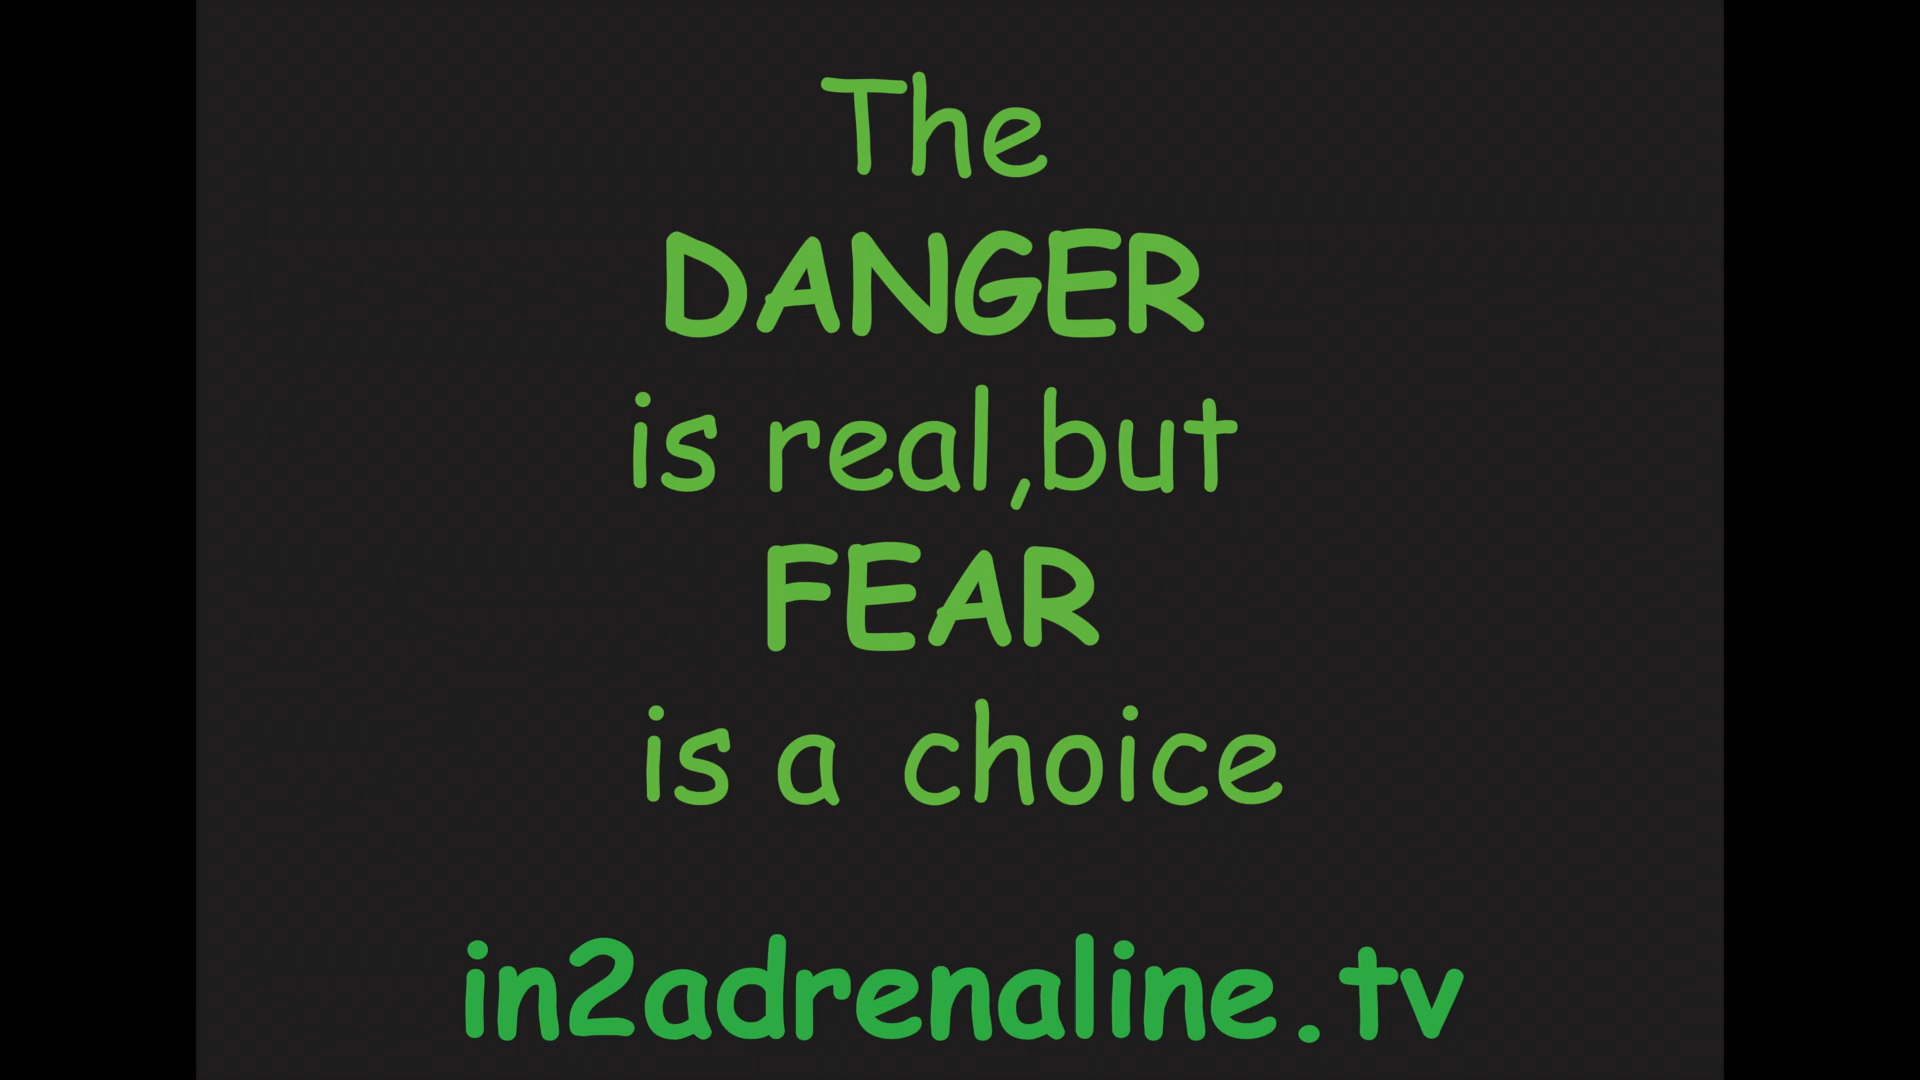 The
DANGER
is real,but
FEAR
is a choice
in2adrenaline.tv